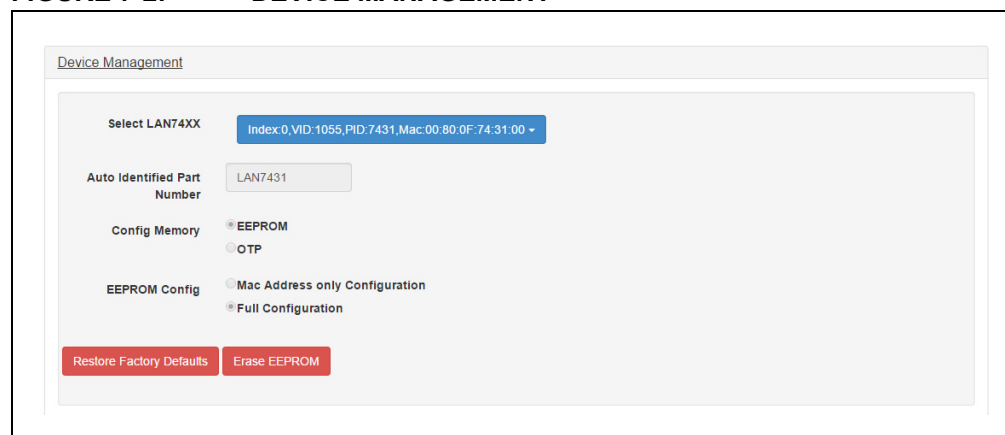 Device Management
Select LAN74XX
Index:0,VID:1055,PID:7431,Mac:00:80:0F:74:31:00
Auto Identified Part
Number
LAN7431
Config Memory
EEPROM
OTP
EEPROM Config
Mac Address only Configuration
Full Configuration
Restore Factory Defaults Erase EEPROM